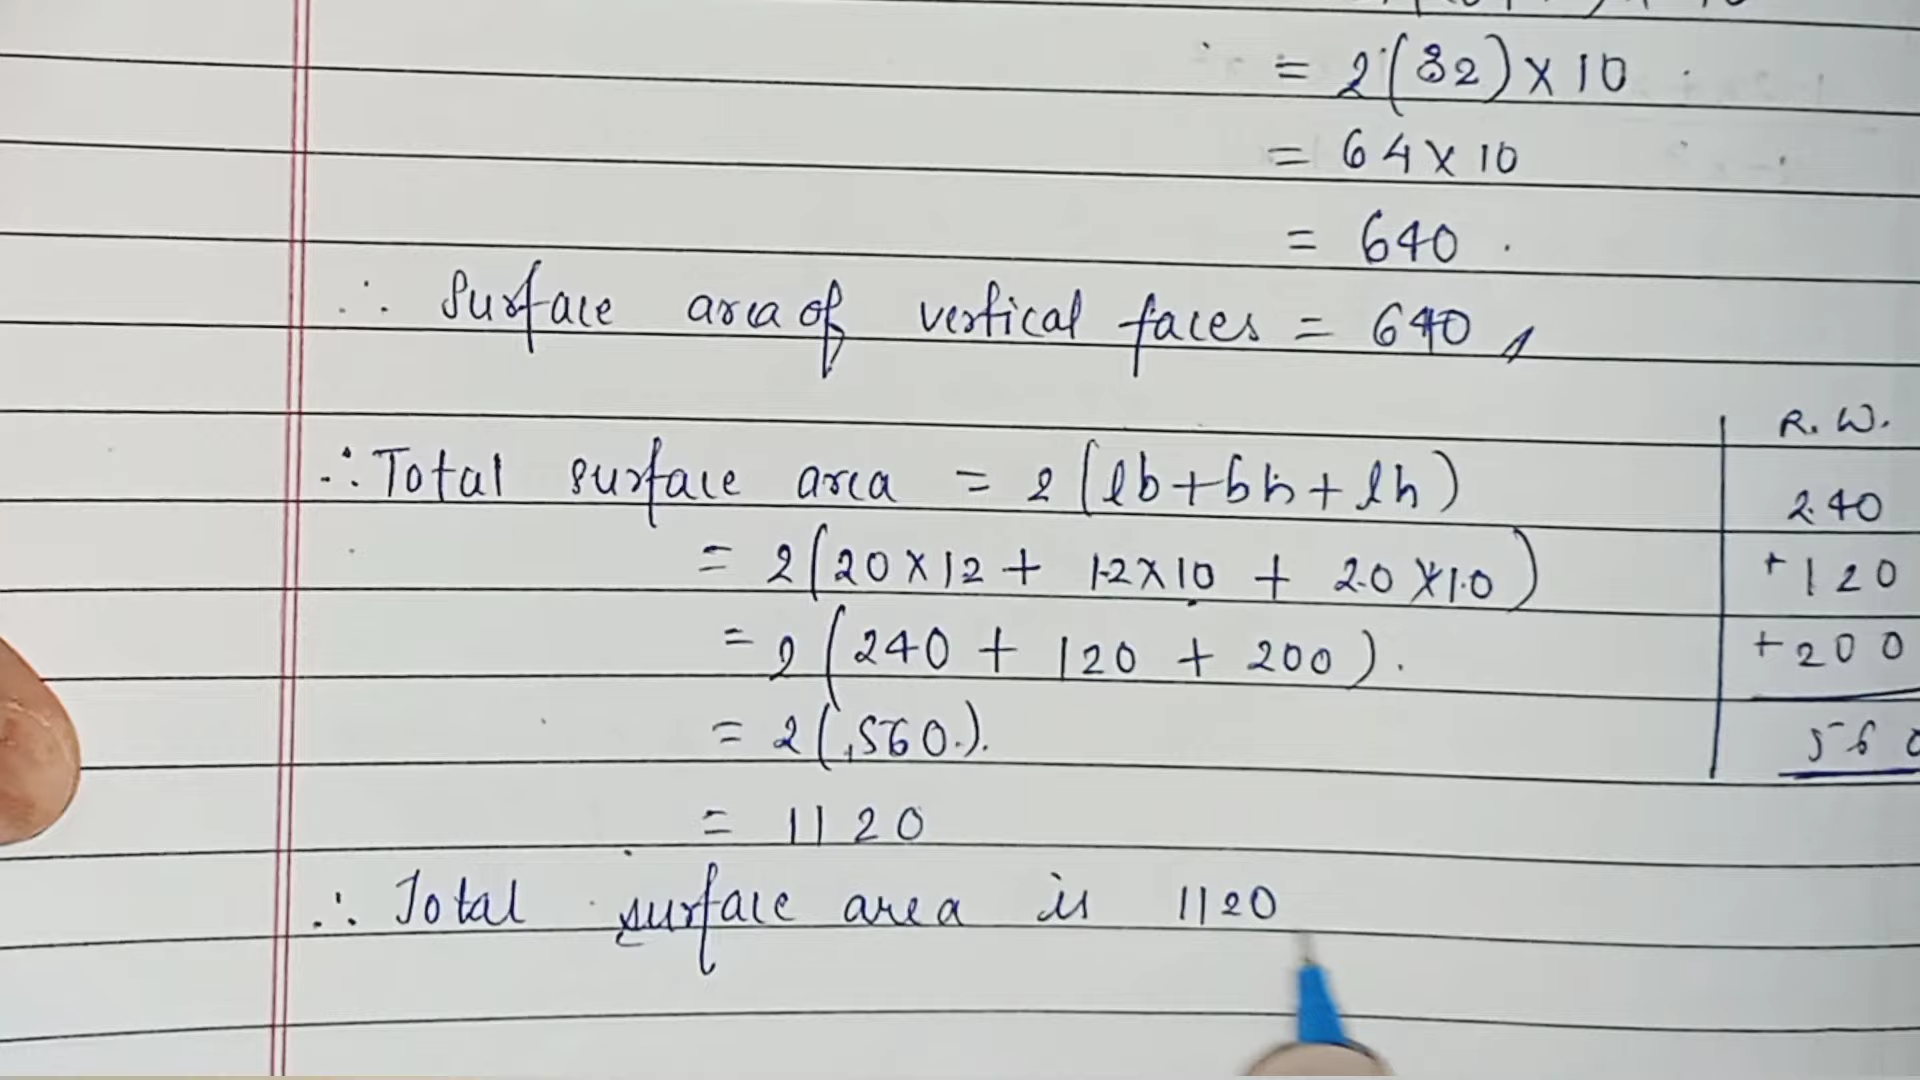 = 2(32) × 10
= 64 × 10
= 640.
∴ Surface area of vertical faces = 640
∴ Total surface area = 2(lb+bh+lh)
= 2(20×12 + 12×10 + 20×10)
= 2(240 + 120 + 200).
= 2(560).
= 1120
∴ Total surface area is 1120
R. W.
240
+120
+200
560